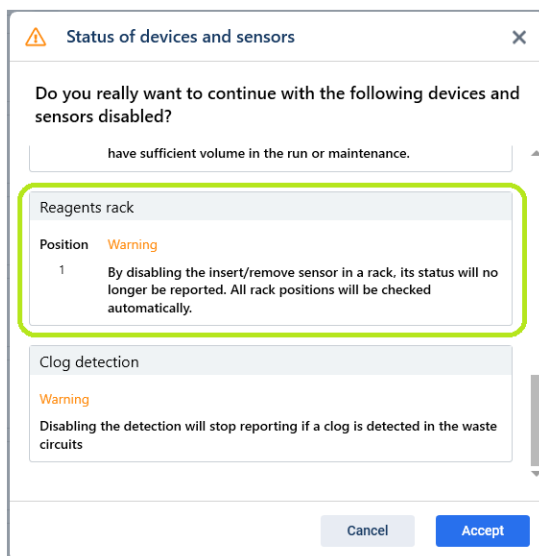 Status of devices and sensors
Do you really want to continue with the following devices and
sensors disabled?
have sufficient volume in the run or maintenance.
Reagents rack
Position Warning
1
By disabling the insert/remove sensor in a rack, its status will no
longer be reported. All rack positions will be checked
automatically.
Clog detection
Warning
Disabling the detection will stop reporting if a clog is detected in the waste
circuits
Cancel Accept